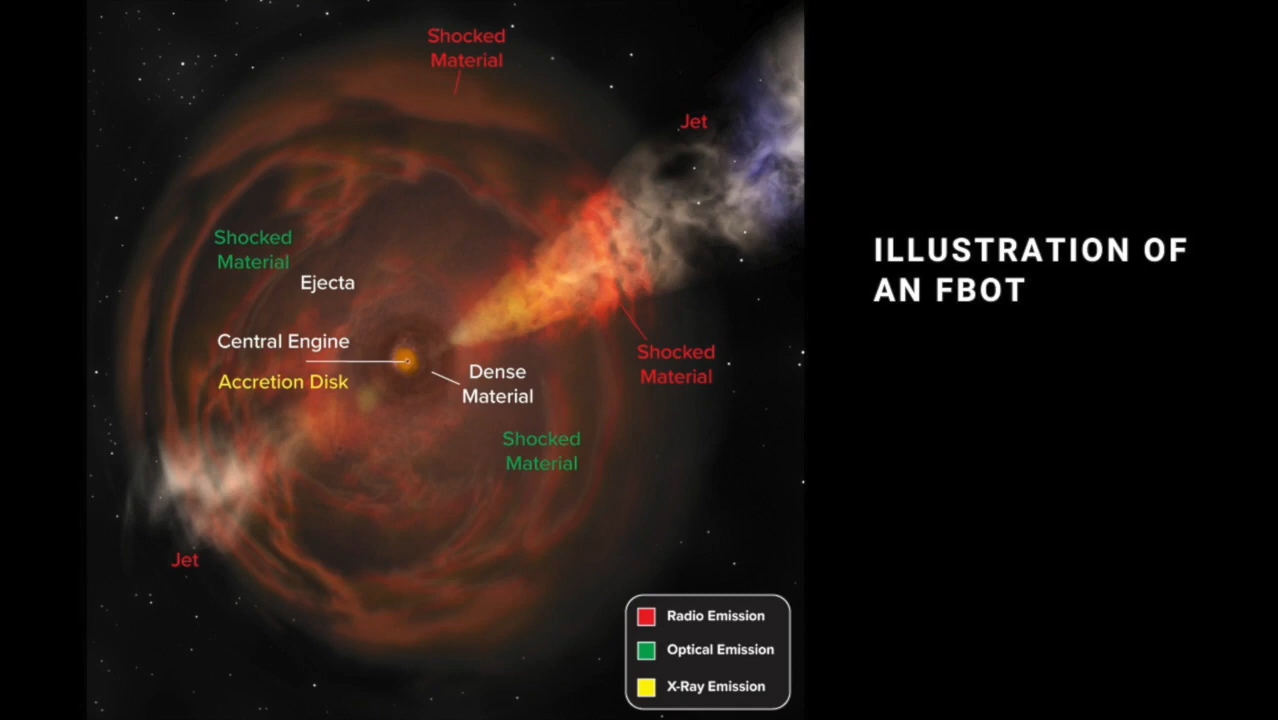 Shocked
Material
Jet
Shocked
Material
Ejecta
Central Engine
Accretion Disk
Dense
Material
Shocked
Material
Shocked
Material
Jet
Radio Emission
Optical Emission
X-Ray Emission
ILLUSTRATION OF
AN FBOT